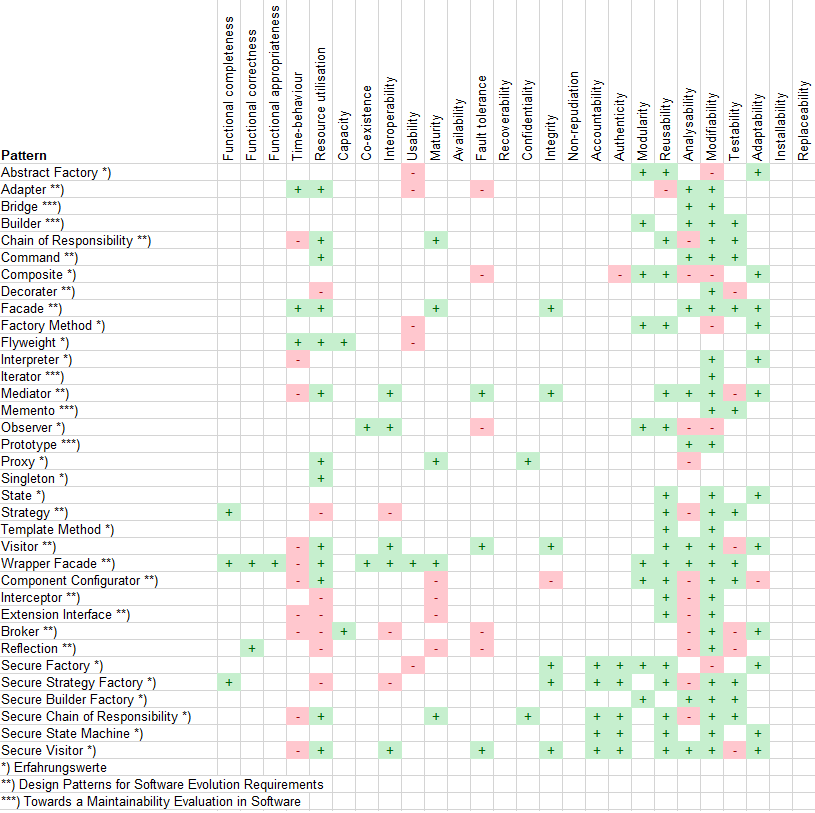 Pattern
Functional completeness
Functional correctness
Functional appropriateness
Time-behaviour
Resource utilisation
Capacity
Co-existence
Interoperability
Usability
Maturity
Availability
Fault tolerance
Recoverability
Confidentiality
Integrity
Non-repudiation
Accountability
Authenticity
Modularity
Reusability
Analysability
Modifiability
Testability
Adaptability
Installability
Replaceability
Abstract Factory *) - + + - +
Adapter **) + + - - - + +
Bridge ***) + +
Builder ***) + + + +
Chain of Responsibility **) - + + + - + +
Command **) + + + +
Composite *) - - + + - - +
Decorater **) - + -
Facade **) + + + + + + + +
Factory Method *) - + + - +
Flyweight *) + + + -
Interpreter *) - + +
Iterator ***) +
Mediator **) - + + + + + + + - +
Memento ***) + +
Observer *) + + - + + - -
Prototype ***) + +
Proxy *) + + + -
Singleton *) +
State *) + + +
Strategy **) + - - + - + +
Template Method *) + +
Visitor **) - + + + + + + + - +
Wrapper Facade **) + + + - + + + + + + + + + +
Component Configurator **) - + - - + + - + + -
Interceptor **) - - + - +
Extension Interface **) - - - + - +
Broker **) - - + - - - + - +
Reflection **) + - - - - + -
Secure Factory *) - + + + + + - +
Secure Strategy Factory *) + - - + + + + - + +
Secure Builder Factory *) + + + +
Secure Chain of Responsibility *) - + + + + + + - + +
Secure State Machine *) + + + + +
Secure Visitor *) - + + + + + + + + + - +
*) Erfahrungswerte
**) Design Patterns for Software Evolution Requirements
***) Towards a Maintainability Evaluation in Software